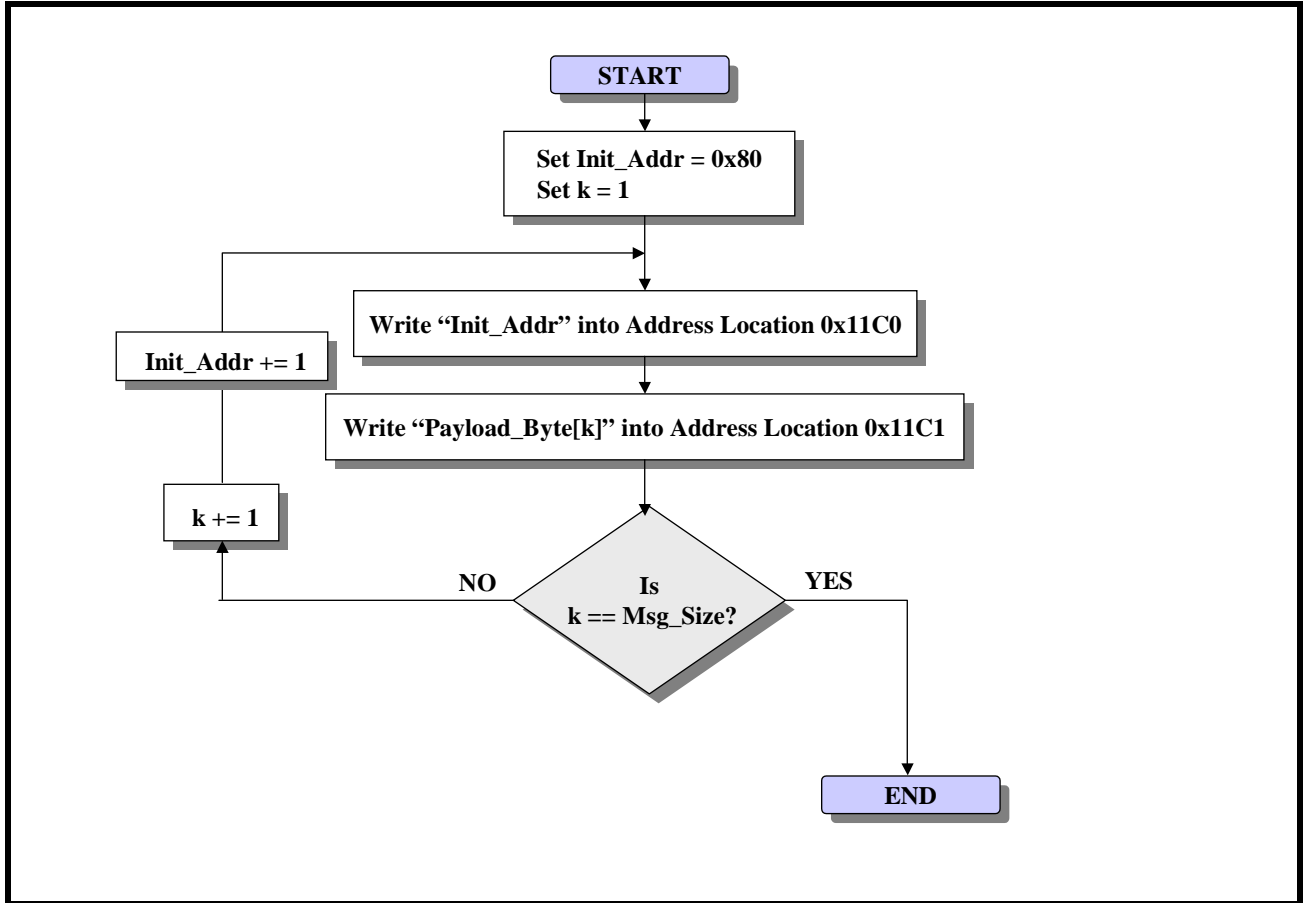 START
Set Init_Addr = 0x80
Set k = 1
Write “Init_Addr” into Address Location 0x11C0
Init_Addr += 1
Write “Payload_Byte[k]” into Address Location 0x11C1
k += 1
NO
Is
k == Msg_Size?
YES
END